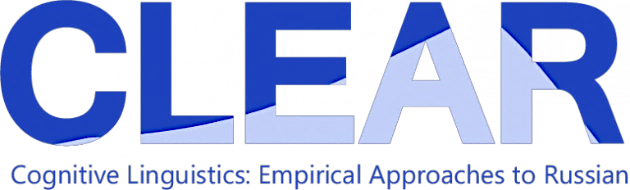 CLEAR
Cognitive Linguistics: Empirical Approaches to Russian